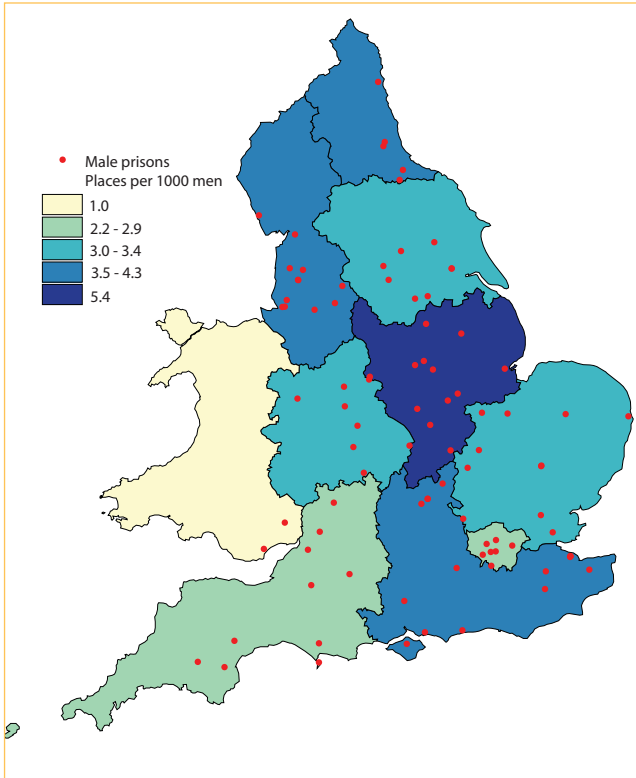 Male prisons
Places per 1000 men
1.0
2.2 - 2.9
3.0 - 3.4
3.5 - 4.3
5.4